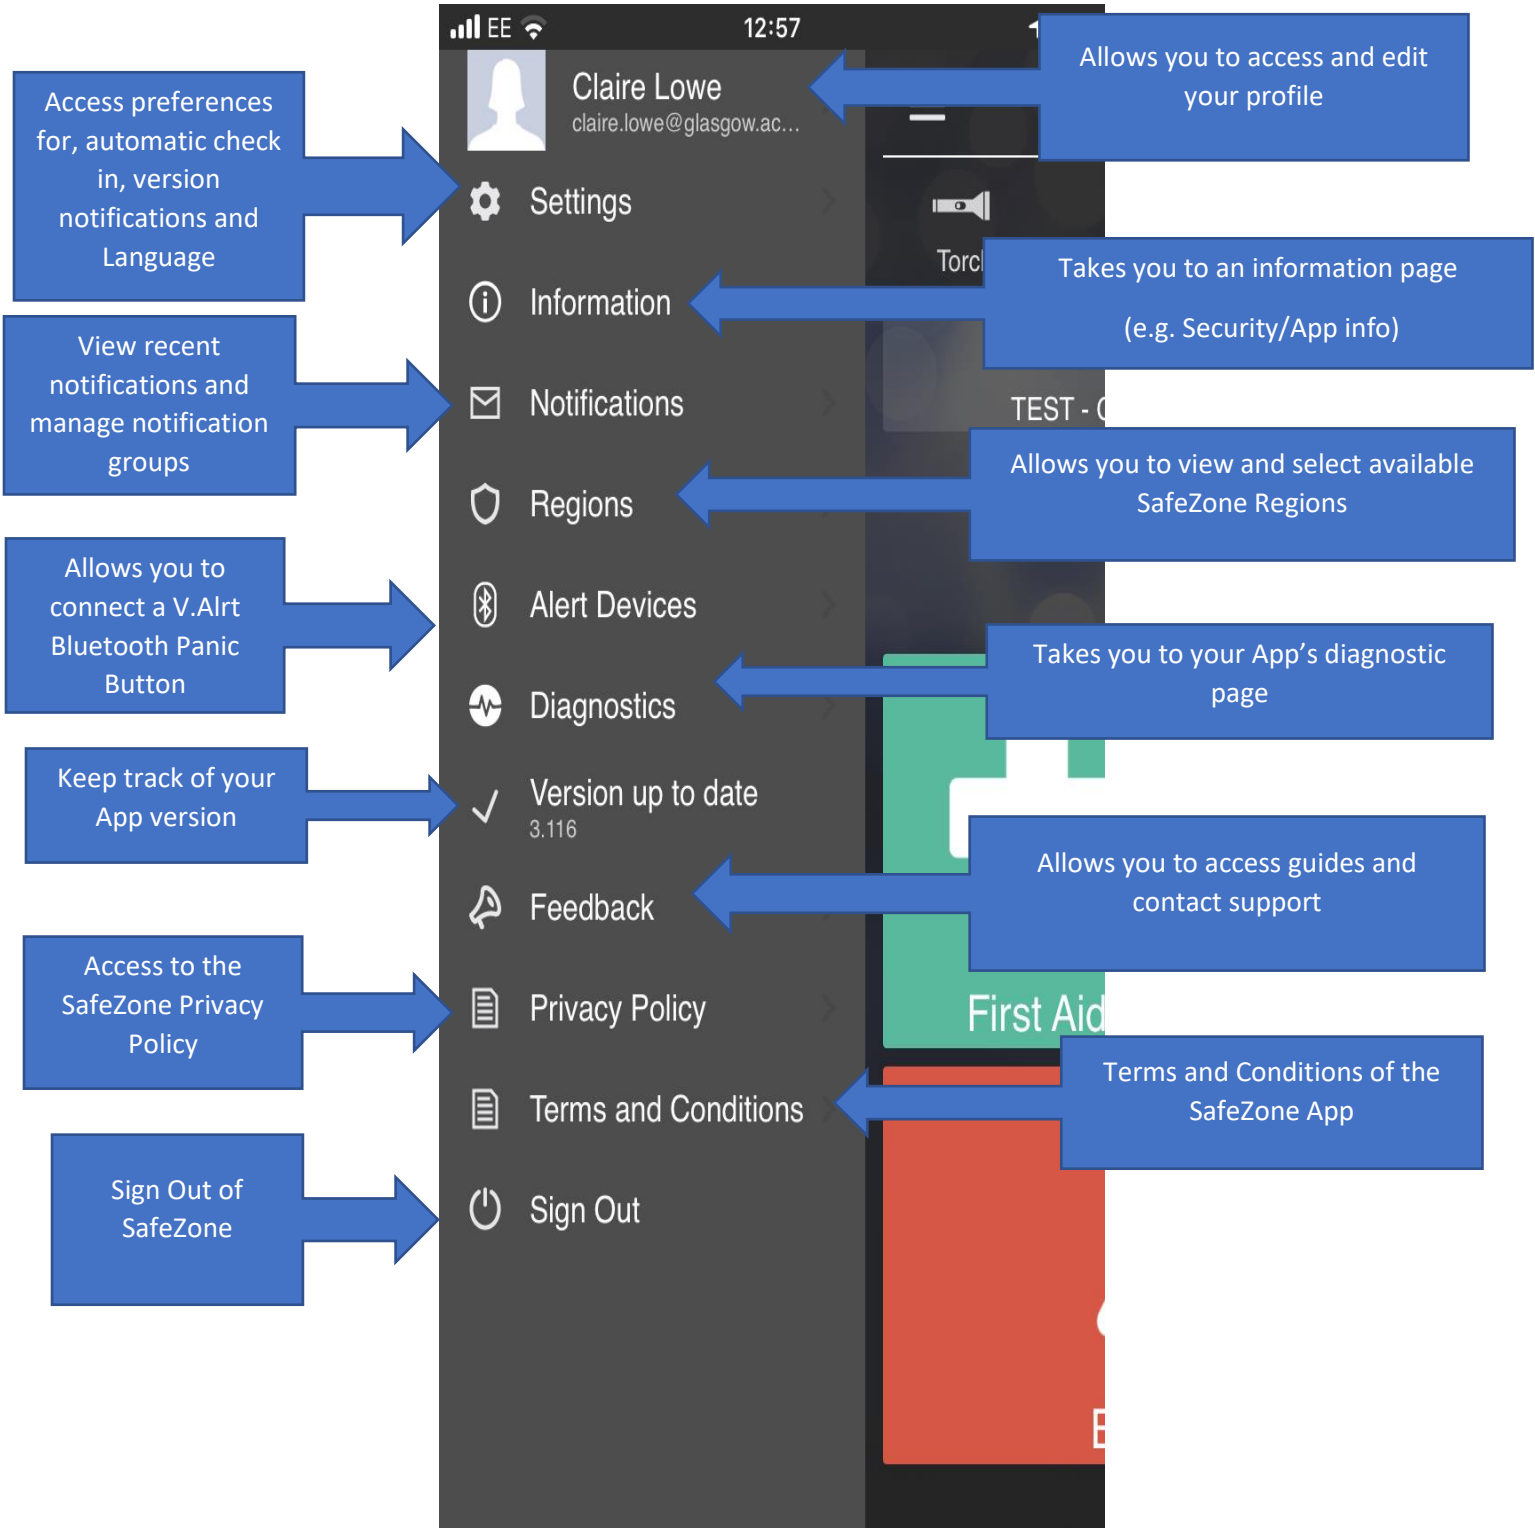 EE
12:57
Claire Lowe
claire.lowe@glasgow.ac...
Settings
Information
Notifications
Regions
Alert Devices
Diagnostics
Version up to date
3.116
Feedback
Privacy Policy
Terms and Conditions
Sign Out
Access preferences
for, automatic check
in, version
notifications and
Language
View recent
notifications and
manage notification
groups
Allows you to
connect a V.Alrt
Bluetooth Panic
Button
Keep track of your
App version
Access to the
SafeZone Privacy
Policy
Sign Out of
SafeZone
Allows you to access and edit
your profile
Takes you to an information page
(e.g. Security/App info)
Allows you to view and select available
SafeZone Regions
Takes you to your App’s diagnostic
page
Allows you to access guides and
contact support
Terms and Conditions of the
SafeZone App
TEST -
First Aid